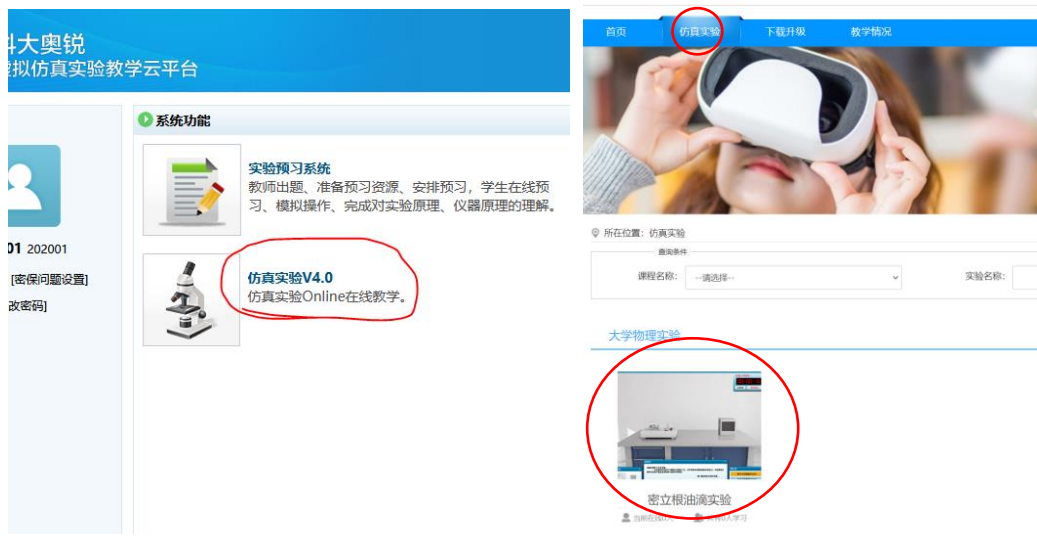 科大奥锐
虚拟仿真实验教学云平台
01 202001
[密保问题设置]
改密码]
系统功能
实验预习系统
教师出题、准备预习资源、安排预习，学生在线预
习、模拟操作、完成对实验原理、仪器原理的理解。
仿真实验V4.0
仿真实验Online在线教学。
首页
仿真实验
下载升级
教学情况
所在位置：仿真实验
查询条件
课程名称：
--请选择--
实验名称：
大学物理实验
密立根油滴实验